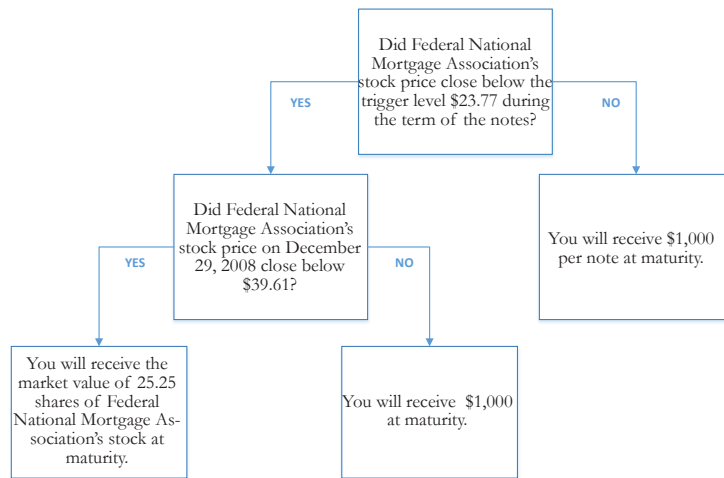 Did Federal National
Mortgage Association's
stock price close below the
trigger level $23.77 during
the term of the notes?
YES
NO
Did Federal National
Mortgage Association's
stock price on December
29, 2008 close below
$39.61?
You will receive $1,000
per note at maturity.
YES
NO
You will receive the
market value of 25.25
shares of Federal
National Mortgage As-
sociation's stock at
maturity.
You will receive $1,000
at maturity.